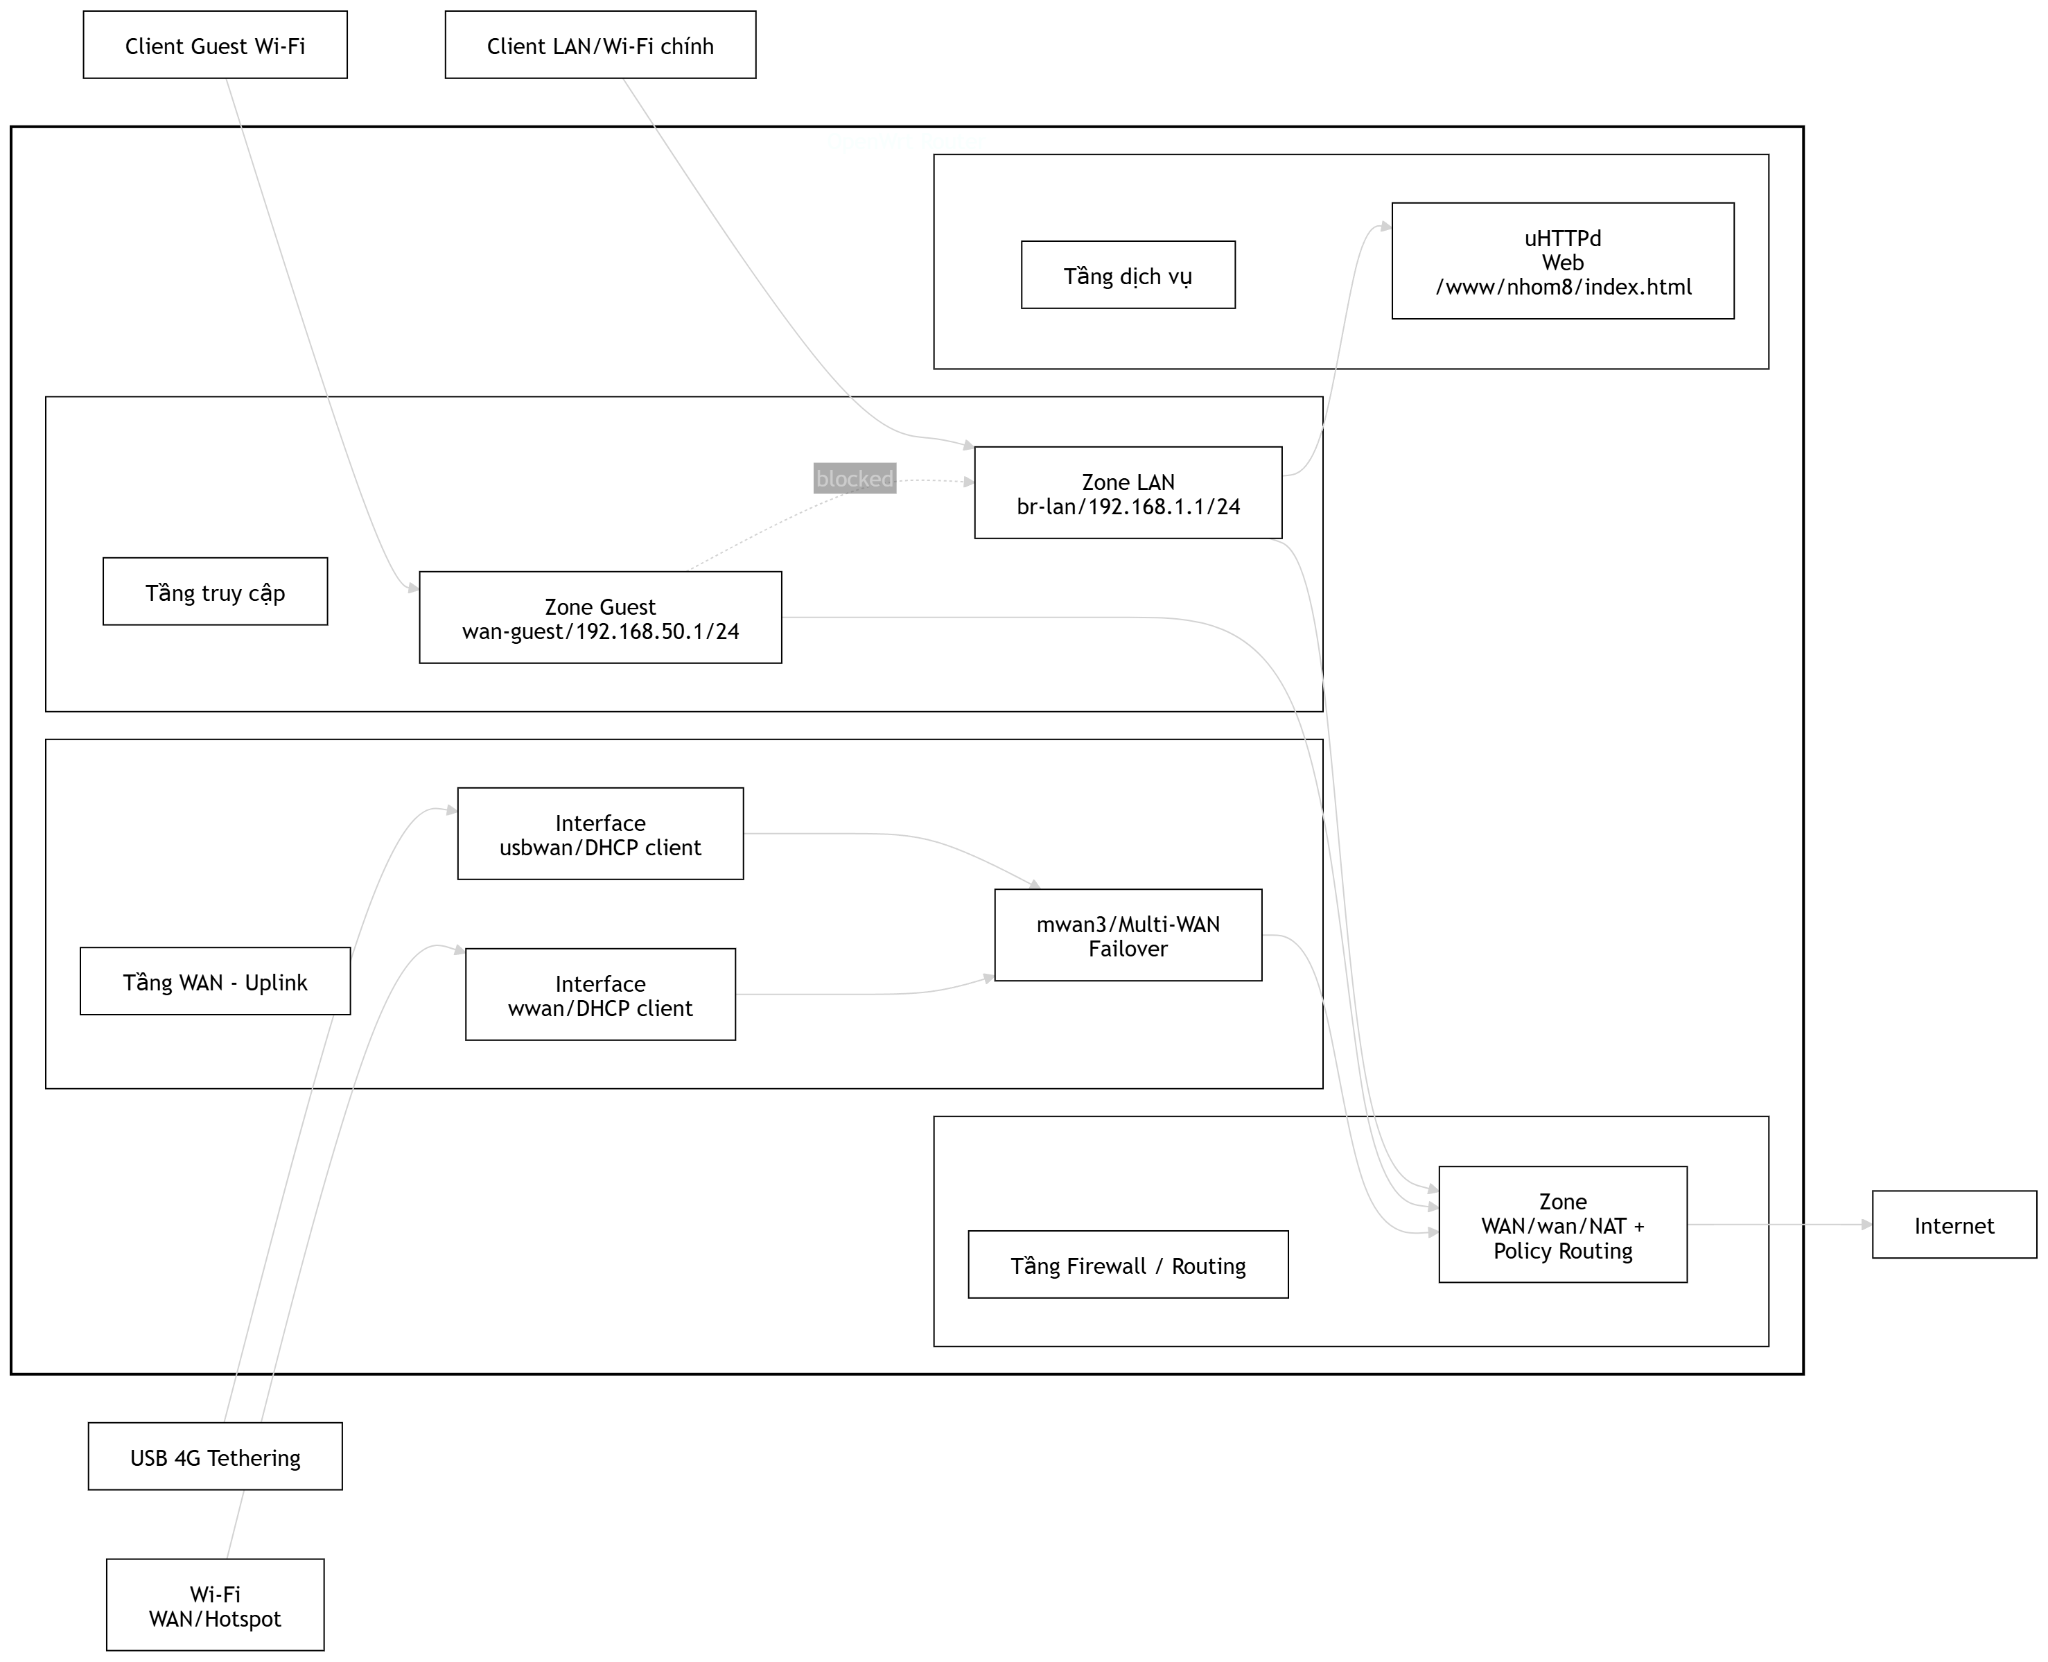 Client Guest Wi-Fi
Client LAN/Wi-Fi chính
Tầng dịch vụ
uHTTPd
Web
/www/nhom8/index.html
Tầng truy cập
Zone Guest
wan-guest/192.168.50.1/24
blocked
Zone LAN
br-lan/192.168.1.1/24
Tầng WAN - Uplink
Interface
usbwan/DHCP client
Interface
wwan/DHCP client
mwan3/Multi-WAN
Failover
Tầng Firewall / Routing
Zone
WAN/wan/NAT +
Policy Routing
Internet
USB 4G Tethering
Wi-Fi
WAN/Hotspot